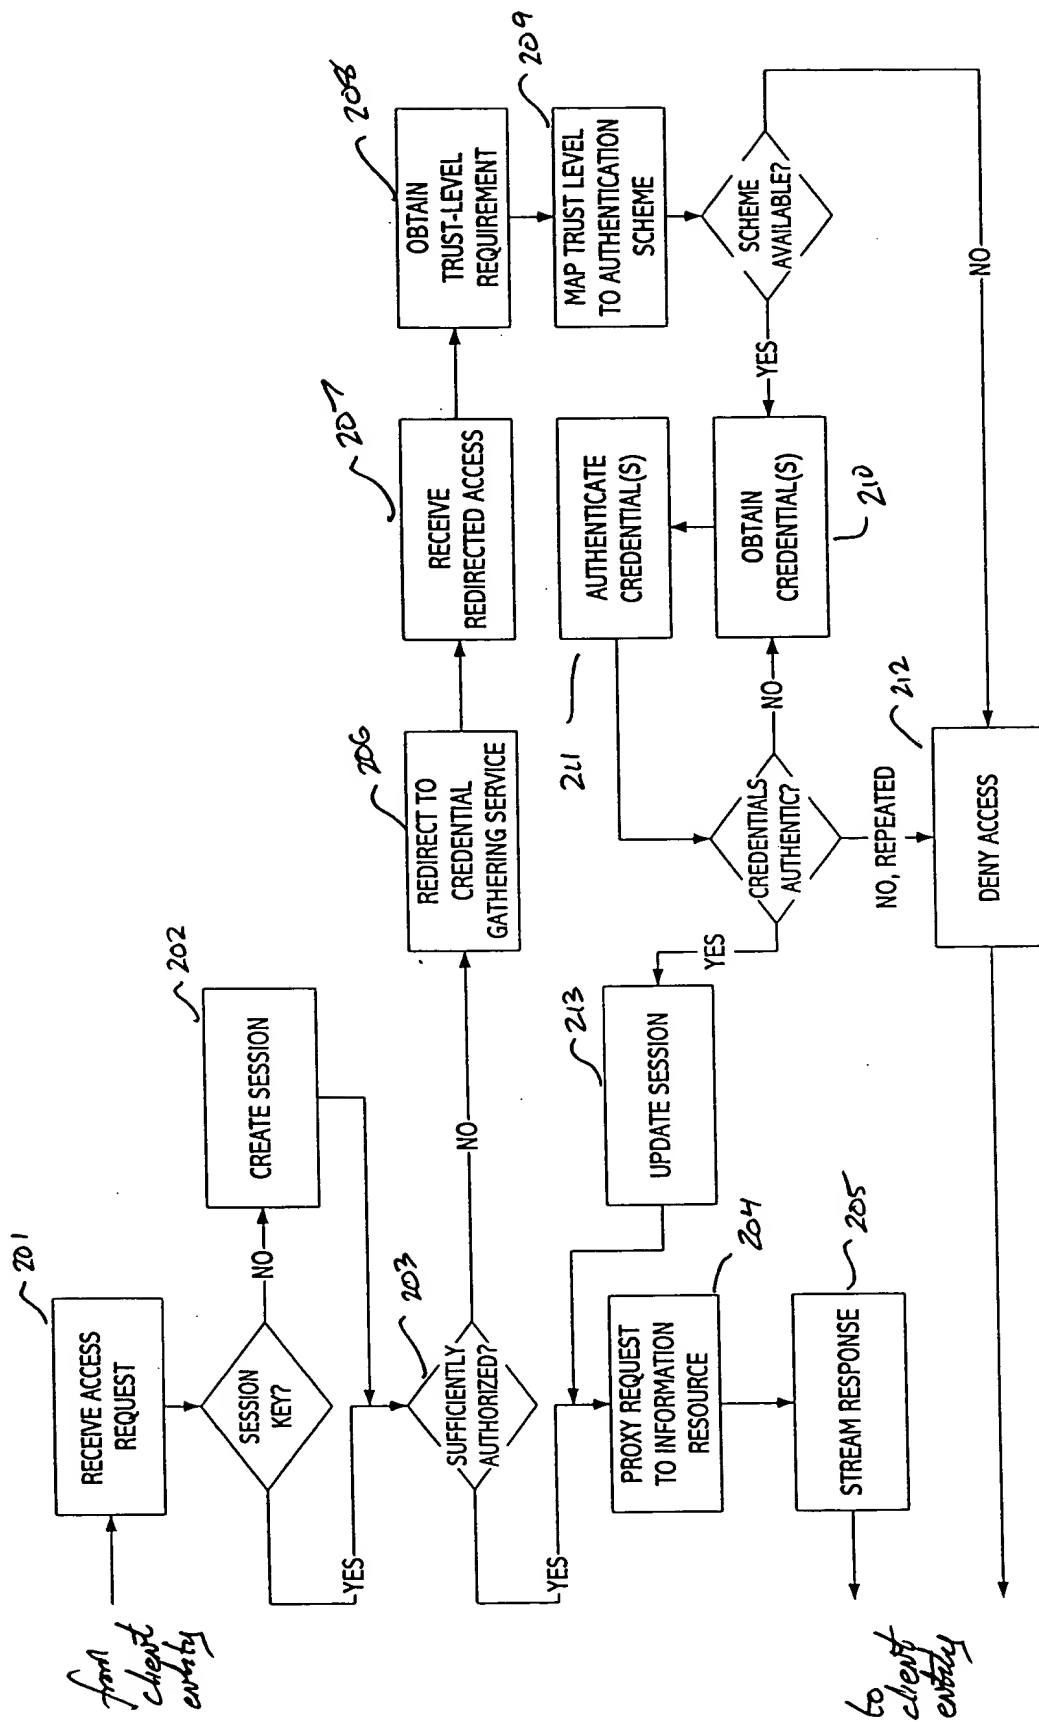 from
client
entity
RECEIVE ACCESS
REQUEST
201
SESSION
KEY?
NO
CREATE SESSION
202
YES
SUFFICIENTLY
AUTHORIZED?
203
NO
REDIRECT TO
CREDENTIAL
GATHERING SERVICE
206
RECEIVE
REDIRECTED ACCESS
207
OBTAIN
TRUST-LEVEL
REQUIREMENT
208
MAP TRUST LEVEL
TO AUTHENTICATION
SCHEME
209
SCHEME
AVAILABLE?
YES
NO
OBTAIN
CREDENTIAL(S)
210
AUTHENTICATE
CREDENTIAL(S)
211
CREDENTIALS
AUTHENTIC?
NO
NO, REPEATED
YES
DENY ACCESS
212
UPDATE SESSION
213
YES
PROXY REQUEST
TO INFORMATION
RESOURCE
204
STREAM RESPONSE
205
to
client
entity